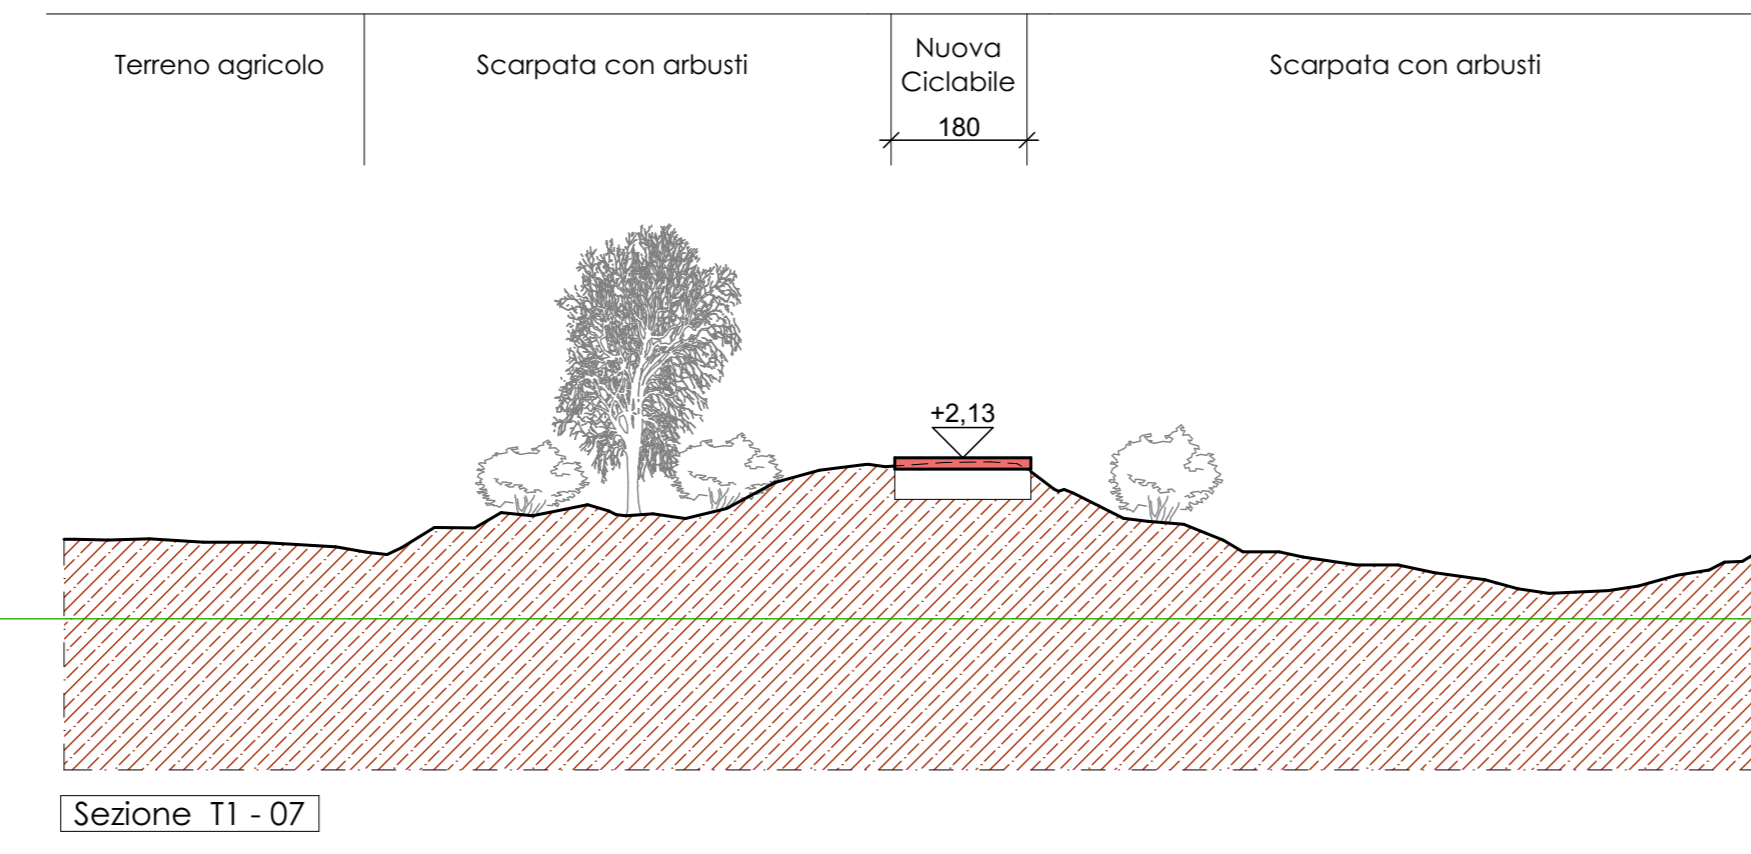 Terreno agricolo
Scarpata con arbusti
Nuova
Ciclabile
180
Scarpata con arbusti
+2,13
Sezione T1 - 07